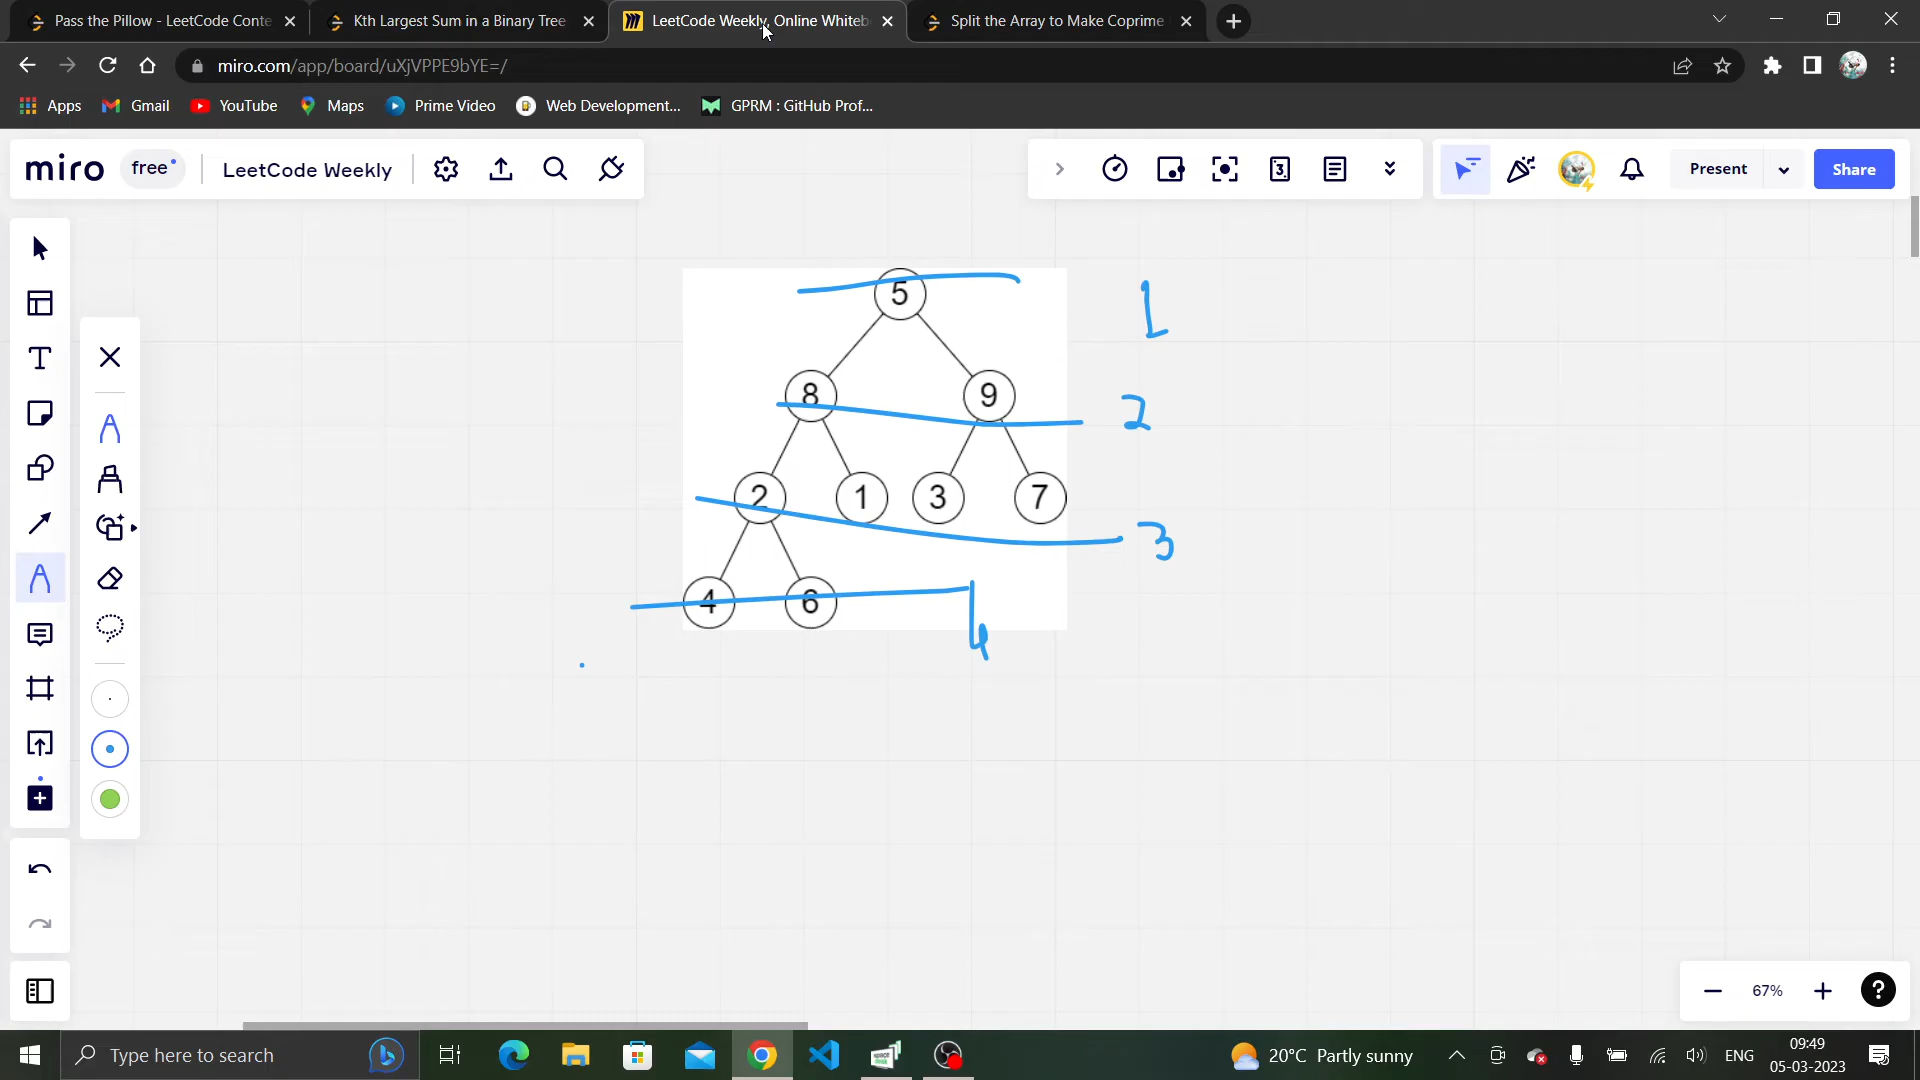 Pass the Pillow - LeetCode Conte
Kth Largest Sum in a Binary Tree
LeetCode Weekly, Online Whiteb
Split the Array to Make Coprime
miro.com/app/board/uXjVPPE9bYE=/
Apps
Gmail
YouTube
Maps
Prime Video
Web Development...
GPRM : GitHub Prof...
miro
free
LeetCode Weekly
3
Present
Share
5
1
8
9
2
2
1
3
7
3
4
6
4
67%
?
Type here to search
20°C Partly sunny
ENG
09:49
05-03-2023